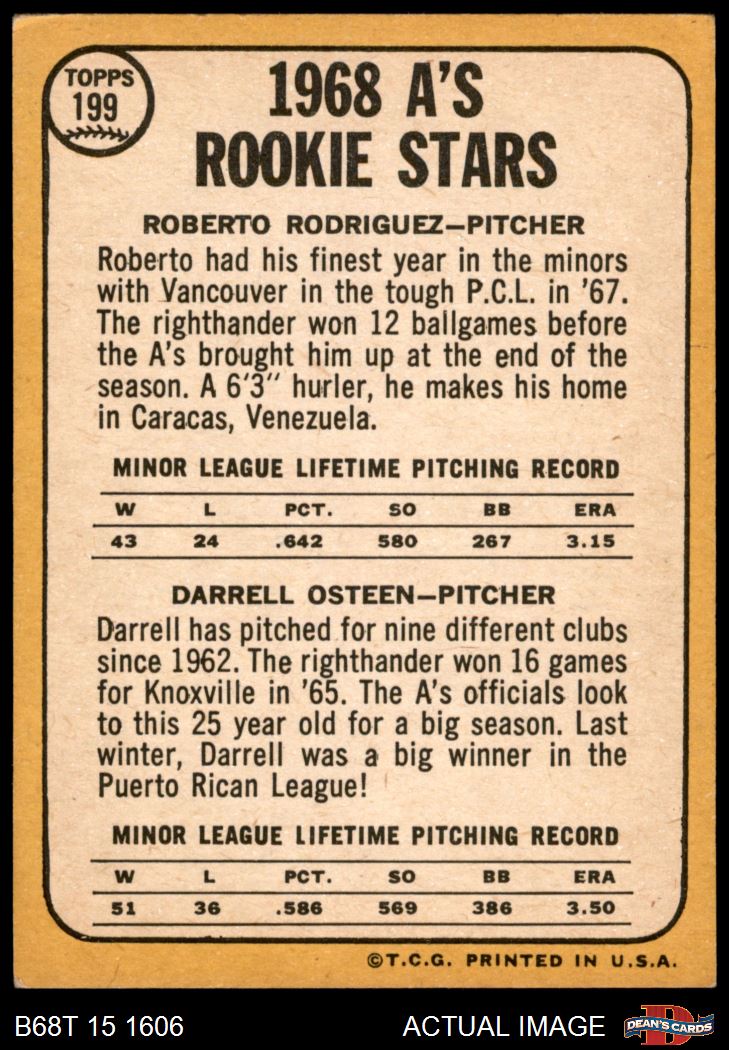 TOPPS
199
1968 A'S
ROOKIE STARS
ROBERTO RODRIGUEZ—PITCHER
Roberto had his finest year in the minors
with Vancouver in the tough P.C.L. in '67.
The righthander won 12 ballgames before
the A's brought him up at the end of the
season. A 6'3" hurler, he makes his home
in Caracas, Venezuela.
MINOR LEAGUE LIFETIME PITCHING RECORD
W L PCT. SO BB ERA
43 24 .642 580 267 3.15
DARRELL OSTEEN—PITCHER
Darrell has pitched for nine different clubs
since 1962. The righthander won 16 games
for Knoxville in '65. The A's officials look
to this 25 year old for a big season. Last
winter, Darrell was a big winner in the
Puerto Rican League!
MINOR LEAGUE LIFETIME PITCHING RECORD
W L PCT. SO BB ERA
51 36 .586 569 386 3.50
©T.C.G. PRINTED IN U.S.A.
B68T 15 1606 ACTUAL IMAGE D DEAN'S CARDS